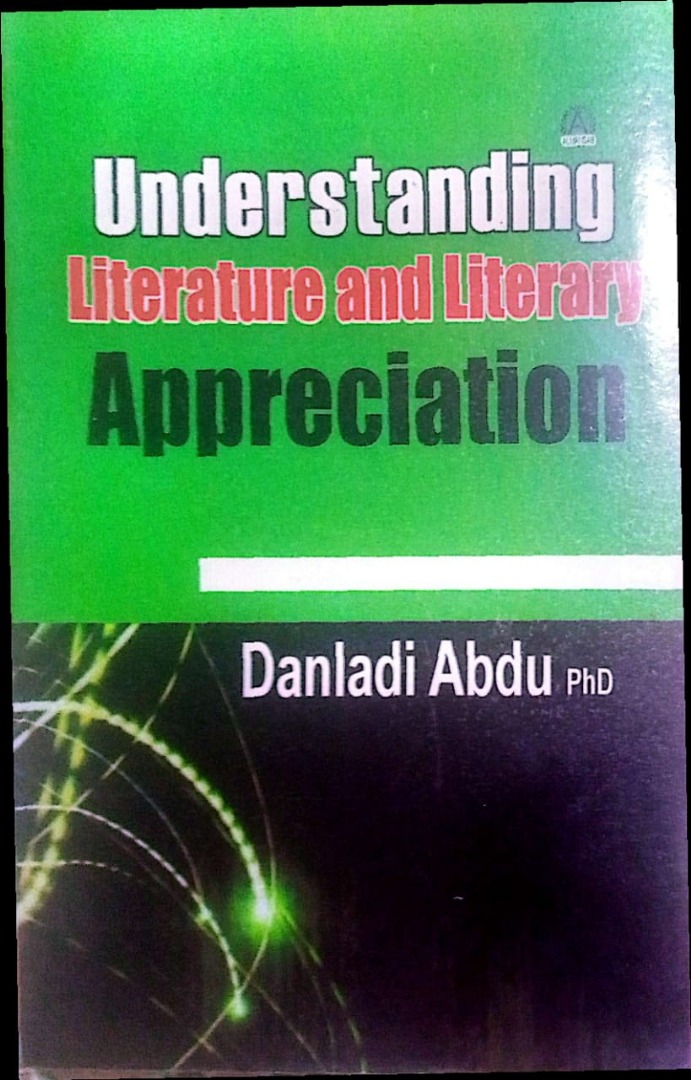 Understanding
Literature and Literary
Appreciation
Danladi Abdu PhD